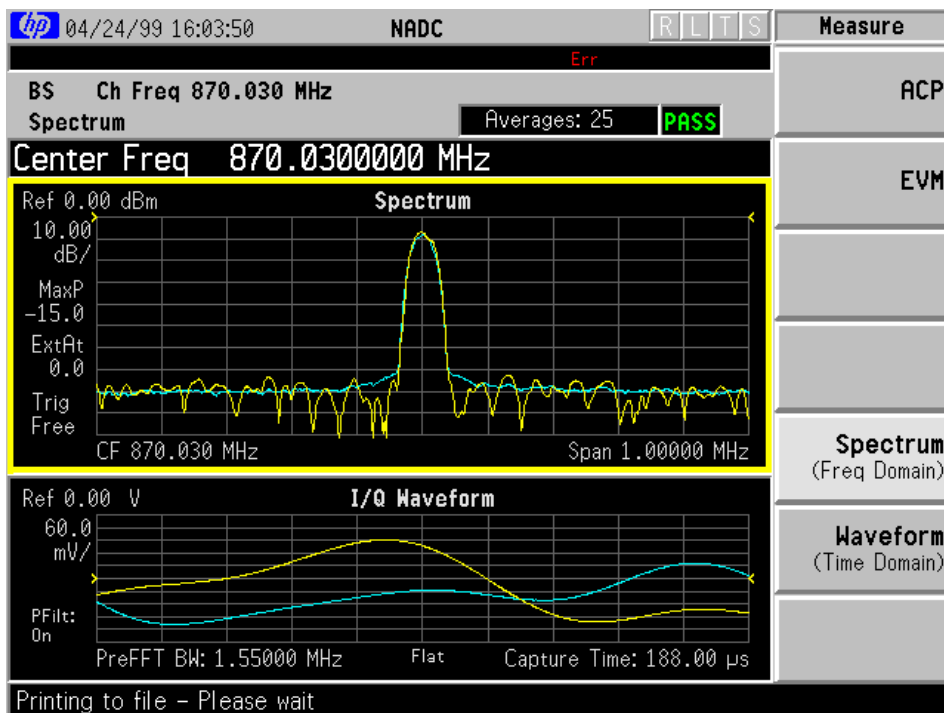 hp 04/24/99 16:03:50 NADC R L T S Measure
Err
BS Ch Freq 870.030 MHz ACP
Spectrum Averages: 25 PASS
Center Freq 870.0300000 MHz
EVM
Ref 0.00 dBm Spectrum
10.00
dB/
MaxP
-15.0
ExtAt
0.0
Trig
Free
CF 870.030 MHz Span 1.00000 MHz
Spectrum
(Freq Domain)
Ref 0.00 V I/Q Waveform
60.0
mV/
Waveform
(Time Domain)
PFilt:
On
PreFFT BW: 1.55000 MHz Flat Capture Time: 188.00 µs
Printing to file – Please wait